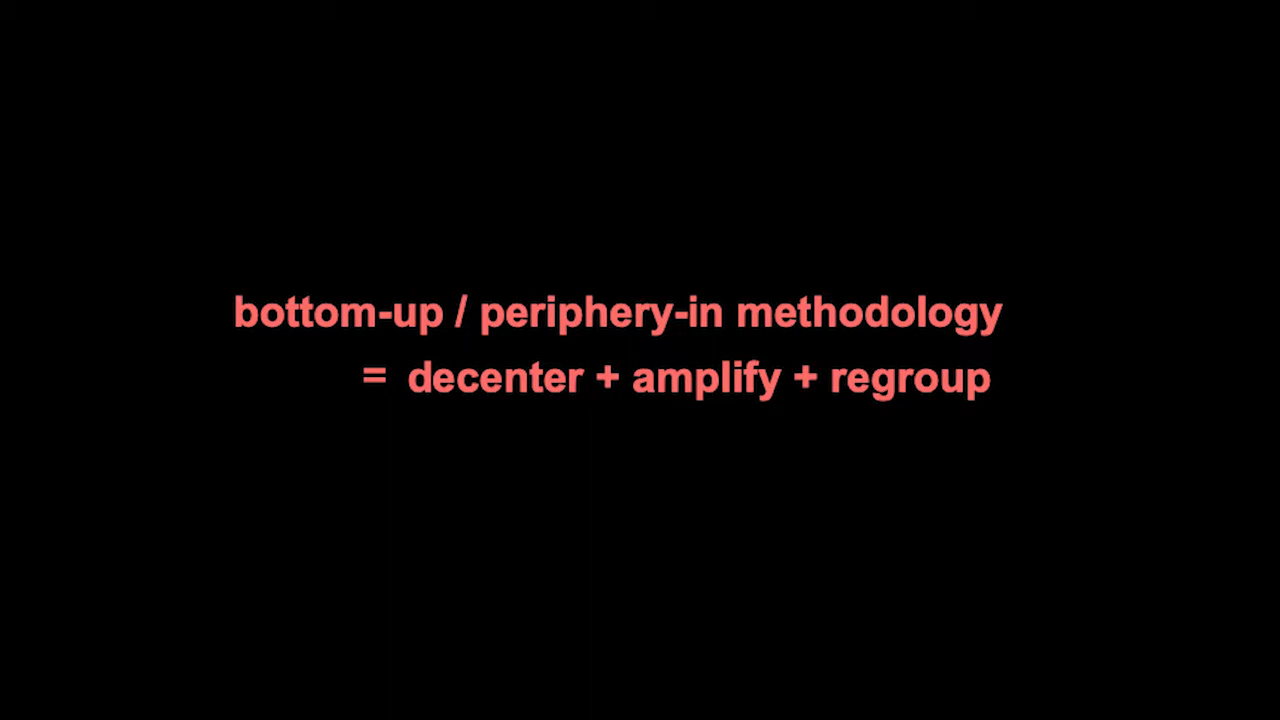 bottom-up / periphery-in methodology
= decenter + amplify + regroup